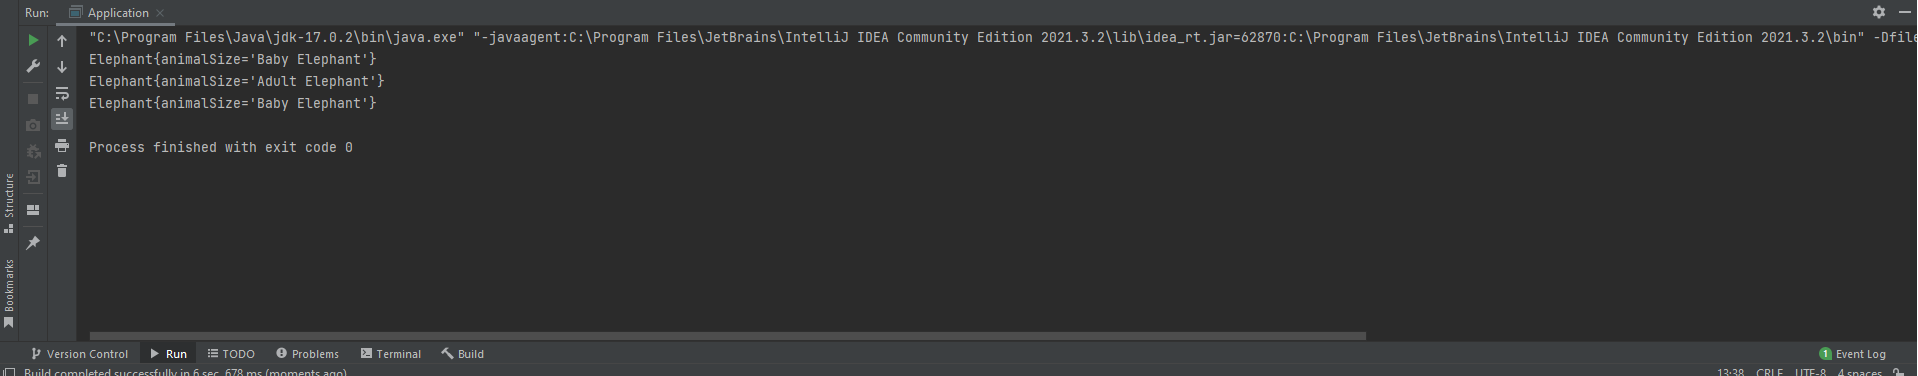 Run: Application
"C:\Program Files\Java\jdk-17.0.2\bin\java.exe" "-javaagent:C:\Program Files\JetBrains\IntelliJ IDEA Community Edition 2021.3.2\lib\idea_rt.jar=62870:C:\Program Files\JetBrains\IntelliJ IDEA Community Edition 2021.3.2\bin" -Dfile
Elephant{animalSize='Baby Elephant'}
Elephant{animalSize='Adult Elephant'}
Elephant{animalSize='Baby Elephant'}
Process finished with exit code 0
Structure
Bookmarks
Version Control Run TODO Problems Terminal Build 1 Event Log
Build completed successfully in 6 sec, 678 ms (moments ago) 13:38 CRLF UTF-8 4 spaces